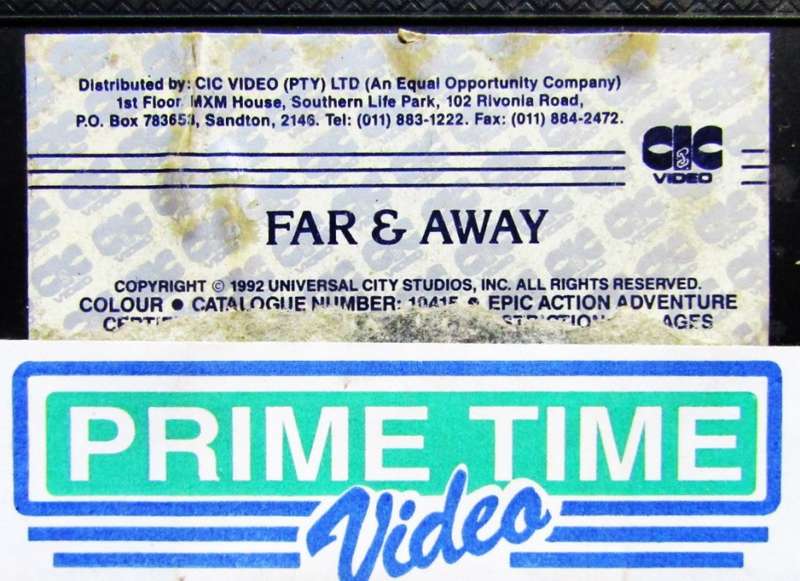 Distributed by: CIC VIDEO (PTY) LTD (An Equal Opportunity Company)
1st Floor MXM House, Southern Life Park, 102 Rivonia Road,
P.O. Box 783653, Sandton, 2146. Tel: (011) 883-1222. Fax: (011) 884-2472.
CIC
VIDEO
FAR & AWAY
COPYRIGHT © 1992 UNIVERSAL CITY STUDIOS, INC. ALL RIGHTS RESERVED.
COLOUR ● CATALOGUE NUMBER: ● EPIC ACTION ADVENTURE
AGES
PRIME TIME
Video